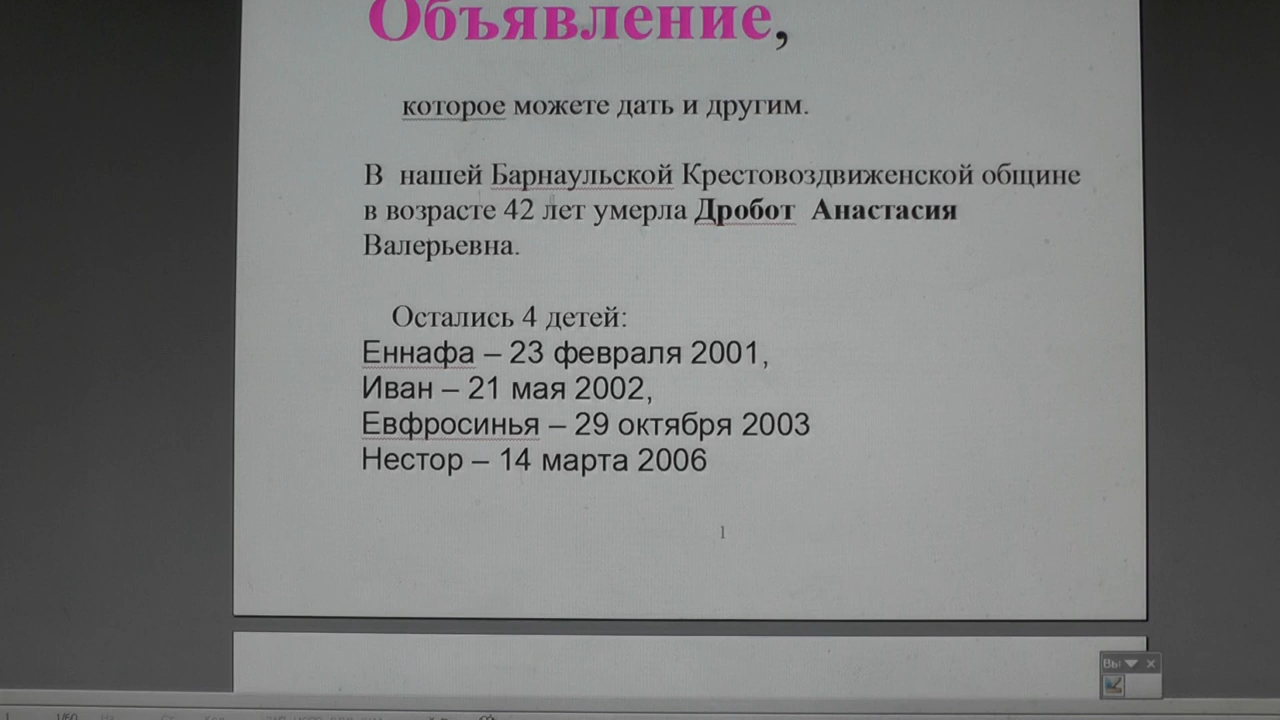 Объявление,
которое можете дать и другим.
В нашей Барнаульской Крестовоздвиженской общине
в возрасте 42 лет умерла Дробот Анастасия
Валерьевна.
Остались 4 детей:
Еннафа – 23 февраля 2001,
Иван – 21 мая 2002,
Евфросинья – 29 октября 2003
Нестор – 14 марта 2006
1
Вы